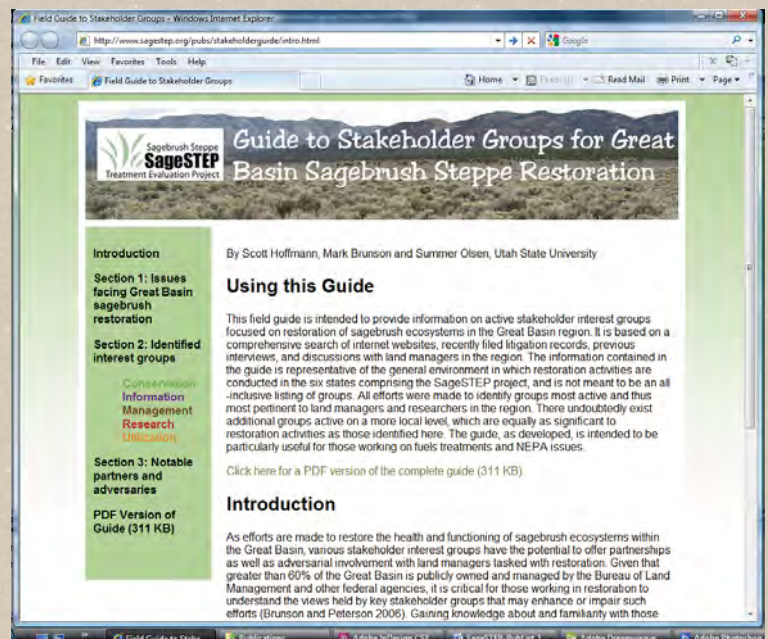 Field Guide to Stakeholder Groups - Windows Internet Explorer
http://www.sagestep.org/pubs/stakeholderguide/intro.html
Google
File Edit View Favorites Tools Help
Favorites Field Guide to Stakeholder Groups
Home Read Mail Print Page
Sagebrush Steppe
SageSTEP
Treatment Evaluation Project
Guide to Stakeholder Groups for Great
Basin Sagebrush Steppe Restoration
Introduction
Section 1: Issues
facing Great Basin
sagebrush
restoration
Section 2: Identified
interest groups
Conservation
Information
Management
Research
Utilization
Section 3: Notable
partners and
adversaries
PDF Version of
Guide (311 KB)
By Scott Hoffmann, Mark Brunson and Summer Olsen, Utah State University
Using this Guide
This field guide is intended to provide information on active stakeholder interest groups
focused on restoration of sagebrush ecosystems in the Great Basin region. It is based on a
comprehensive search of internet websites, recently filed litigation records, previous
interviews, and discussions with land managers in the region. The information contained in
the guide is representative of the general environment in which restoration activities are
conducted in the six states comprising the SageSTEP project, and is not meant to be an all
-inclusive listing of groups. All efforts were made to identify groups most active and thus
most pertinent to land managers and researchers in the region. There undoubtedly exist
additional groups active on a more local level, which are equally as significant to
restoration activities as those identified here. The guide, as developed, is intended to be
particularly useful for those working on fuels treatments and NEPA issues.
Click here for a PDF version of the complete guide (311 KB)
Introduction
As efforts are made to restore the health and functioning of sagebrush ecosystems within
the Great Basin, various stakeholder interest groups have the potential to offer partnerships
as well as adversarial involvement with land managers tasked with restoration. Given that
greater than 60% of the Great Basin is publicly owned and managed by the Bureau of Land
Management and other federal agencies, it is critical for those working in restoration to
understand the views held by key stakeholder groups that may enhance or impair such
efforts (Brunson and Peterson 2006). Gaining knowledge about and familiarity with those
Field Guide to Stake... Publications Adobe InDesign CS5 SageSTEP PubList Adobe Dreamweaver Adobe Photoshop